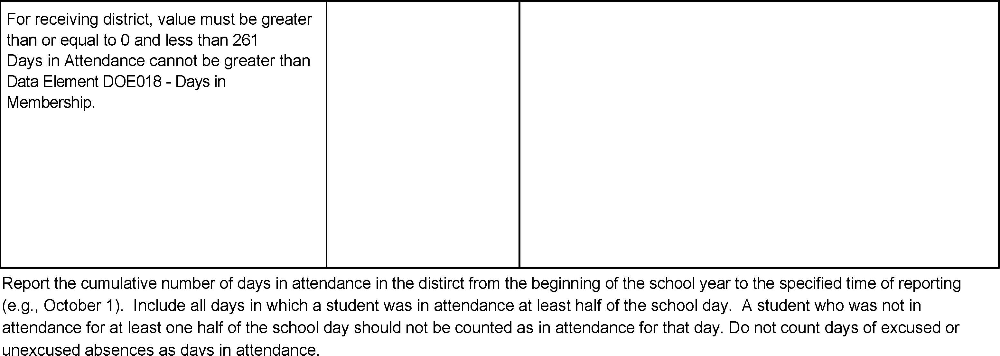 For receiving district, value must be greater
than or equal to 0 and less than 261
Days in Attendance cannot be greater than
Data Element DOE018 - Days in
Membership.
Report the cumulative number of days in attendance in the distirct from the beginning of the school year to the specified time of reporting
(e.g., October 1).  Include all days in which a student was in attendance at least half of the school day.  A student who was not in
attendance for at least one half of the school day should not be counted as in attendance for that day. Do not count days of excused or
unexcused absences as days in attendance.